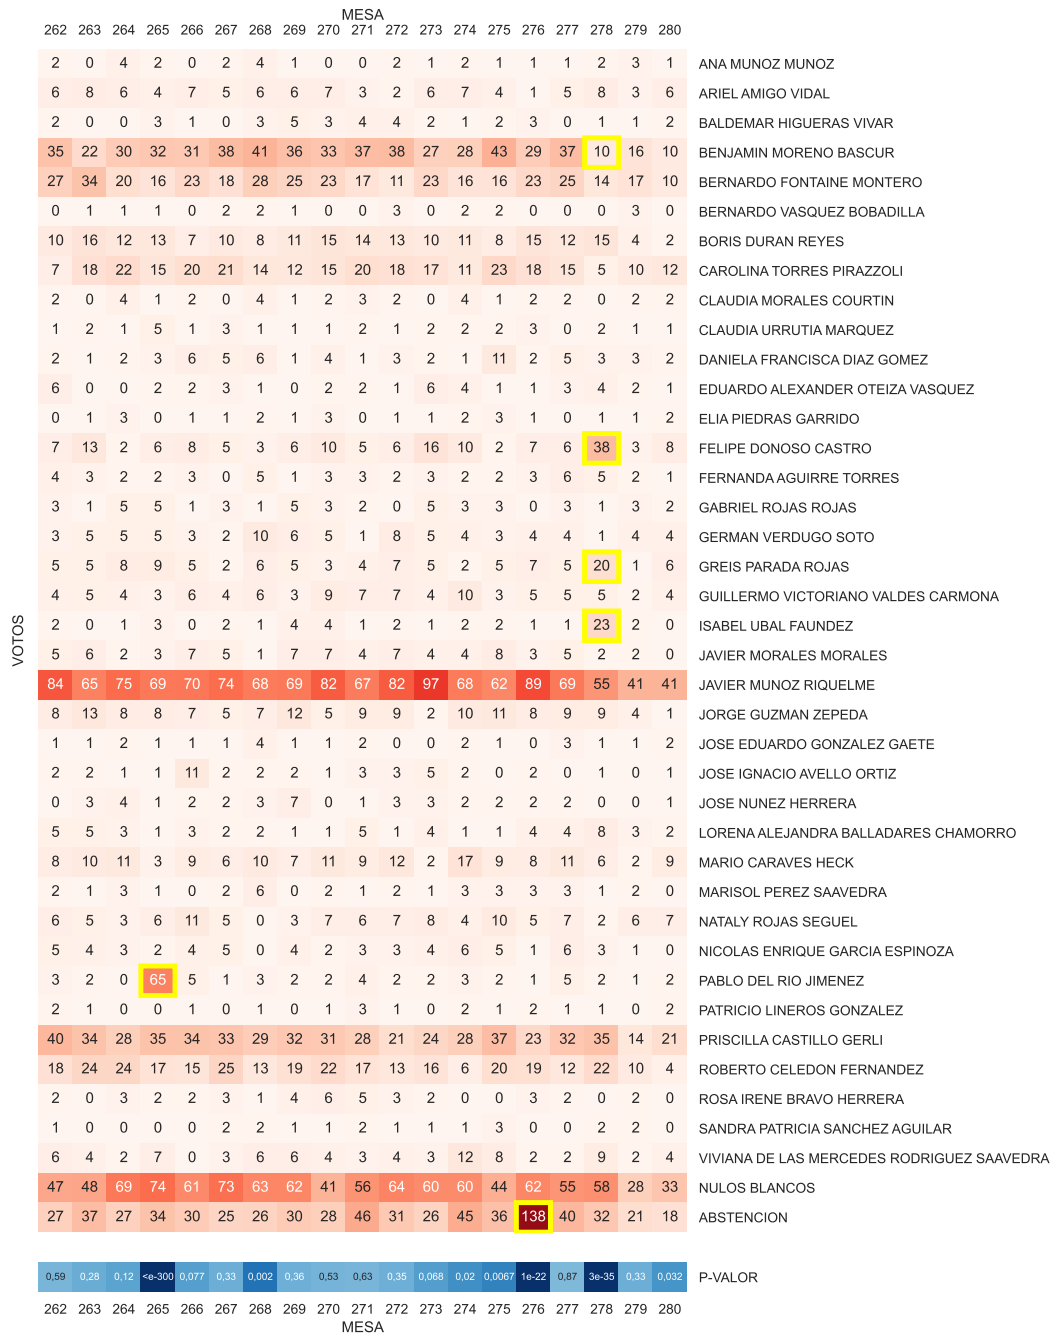 MESA
262 263 264 265 266 267 268 269 270 271 272 273 274 275 276 277 278 279 280
2 0 4 2 0 2 4 1 0 0 2 1 2 1 1 1 2 3 1 ANA MUNOZ MUNOZ
6 8 6 4 7 5 6 6 7 3 2 6 7 4 1 5 8 3 6 ARIEL AMIGO VIDAL
2 0 0 3 1 0 3 5 3 4 4 2 1 2 3 0 1 1 2 BALDEMAR HIGUERAS VIVAR
35 22 30 32 31 38 41 36 33 37 38 27 28 43 29 37 10 16 10 BENJAMIN MORENO BASCUR
27 34 20 16 23 18 28 25 23 17 11 23 16 16 23 25 14 17 10 BERNARDO FONTAINE MONTERO
0 1 1 1 0 2 2 1 0 0 3 0 2 2 0 0 0 3 0 BERNARDO VASQUEZ BOBADILLA
10 16 12 13 7 10 8 11 15 14 13 10 11 8 15 12 15 4 2 BORIS DURAN REYES
7 18 22 15 20 21 14 12 15 20 18 17 11 23 18 15 5 10 12 CAROLINA TORRES PIRAZZOLI
2 0 4 1 2 0 4 1 2 3 2 0 4 1 2 2 0 2 2 CLAUDIA MORALES COURTIN
1 2 1 5 1 3 1 1 1 2 1 2 2 2 3 0 2 1 1 CLAUDIA URRUTIA MARQUEZ
2 1 2 3 6 5 6 1 4 1 3 2 1 11 2 5 3 3 2 DANIELA FRANCISCA DIAZ GOMEZ
6 0 0 2 2 3 1 0 2 2 1 6 4 1 1 3 4 2 1 EDUARDO ALEXANDER OTEIZA VASQUEZ
0 1 3 0 1 1 2 1 3 0 1 1 2 3 1 0 1 1 2 ELIA PIEDRAS GARRIDO
7 13 2 6 8 5 3 6 10 5 6 16 10 2 7 6 38 3 8 FELIPE DONOSO CASTRO
4 3 2 2 3 0 5 1 3 3 2 3 2 2 3 6 5 2 1 FERNANDA AGUIRRE TORRES
3 1 5 5 1 3 1 5 3 2 0 5 3 3 0 3 1 3 2 GABRIEL ROJAS ROJAS
3 5 5 5 3 2 10 6 5 1 8 5 4 3 4 4 1 4 4 GERMAN VERDUGO SOTO
5 5 8 9 5 2 6 5 3 4 7 5 2 5 7 5 20 1 6 GREIS PARADA ROJAS
4 5 4 3 6 4 6 3 9 7 7 4 10 3 5 5 5 2 4 GUILLERMO VICTORIANO VALDES CARMONA
VOTOS
2 0 1 3 0 2 1 4 4 1 2 1 2 2 1 1 23 2 0 ISABEL UBAL FAUNDEZ
5 6 2 3 7 5 1 7 7 4 7 4 4 8 3 5 2 2 0 JAVIER MORALES MORALES
84 65 75 69 70 74 68 69 82 67 82 97 68 62 89 69 55 41 41 JAVIER MUNOZ RIQUELME
8 13 8 8 7 5 7 12 5 9 9 2 10 11 8 9 9 4 1 JORGE GUZMAN ZEPEDA
1 1 2 1 1 1 4 1 1 2 0 0 2 1 0 3 1 1 2 JOSE EDUARDO GONZALEZ GAETE
2 2 1 1 11 2 2 2 1 3 3 5 2 0 2 0 1 0 1 JOSE IGNACIO AVELLO ORTIZ
0 3 4 1 2 2 3 7 0 1 3 3 2 2 2 2 0 0 1 JOSE NUNEZ HERRERA
5 5 3 1 3 2 2 1 1 5 1 4 1 1 4 4 8 3 2 LORENA ALEJANDRA BALLADARES CHAMORRO
8 10 11 3 9 6 10 7 11 9 12 2 17 9 8 11 6 2 9 MARIO CARAVES HECK
2 1 3 1 0 2 6 0 2 1 2 1 3 3 3 3 1 2 0 MARISOL PEREZ SAAVEDRA
6 5 3 6 11 5 0 3 7 6 7 8 4 10 5 7 2 6 7 NATALY ROJAS SEGUEL
5 4 3 2 4 5 0 4 2 3 3 4 6 5 1 6 3 1 0 NICOLAS ENRIQUE GARCIA ESPINOZA
3 2 0 65 5 1 3 2 2 4 2 2 3 2 1 5 2 1 2 PABLO DEL RIO JIMENEZ
2 1 0 0 1 0 1 0 1 3 1 0 2 1 2 1 1 0 2 PATRICIO LINEROS GONZALEZ
40 34 28 35 34 33 29 32 31 28 21 24 28 37 23 32 35 14 21 PRISCILLA CASTILLO GERLI
18 24 24 17 15 25 13 19 22 17 13 16 6 20 19 12 22 10 4 ROBERTO CELEDON FERNANDEZ
2 0 3 2 2 3 1 4 6 5 3 2 0 0 3 2 0 2 0 ROSA IRENE BRAVO HERRERA
1 0 0 0 0 2 2 1 1 2 1 1 1 3 0 0 2 2 0 SANDRA PATRICIA SANCHEZ AGUILAR
6 4 2 7 0 3 6 6 4 3 4 3 12 8 2 2 9 2 4 VIVIANA DE LAS MERCEDES RODRIGUEZ SAAVEDRA
47 48 69 74 61 73 63 62 41 56 64 60 60 44 62 55 58 28 33 NULOS BLANCOS
27 37 27 34 30 25 26 30 28 46 31 26 45 36 138 40 32 21 18 ABSTENCION
0,59 0,28 0,12 <e-300 0,077 0,33 0,002 0,36 0,53 0,63 0,35 0,068 0,02 0,0067 1e-22 0,87 3e-35 0,33 0,032 P-VALOR
262 263 264 265 266 267 268 269 270 271 272 273 274 275 276 277 278 279 280
MESA